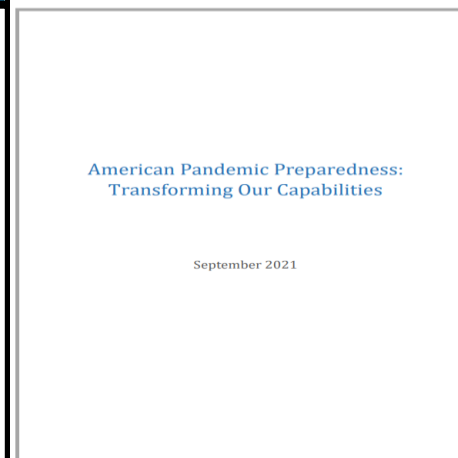 American Pandemic Preparedness:
Transforming Our Capabilities
September 2021